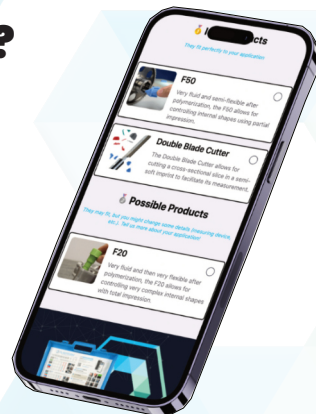 ?
Products
They fit perfectly to your application.
F50
Very fluid and semi-flexible after
polymerization, the F50 allows for
controlling internal shapes using partial
impression.
Double Blade Cutter
The Double Blade Cutter allows for
cutting a cross-sectional slice in a semi-
soft imprint to facilitate its measurement.
Possible Products
They may fit, but you might change some details (measuring device,
etc.). Tell us more about your application!
F20
Very fluid and then very flexible after
polymerization, the F20 allows for
controlling very complex internal shapes
with total impression.